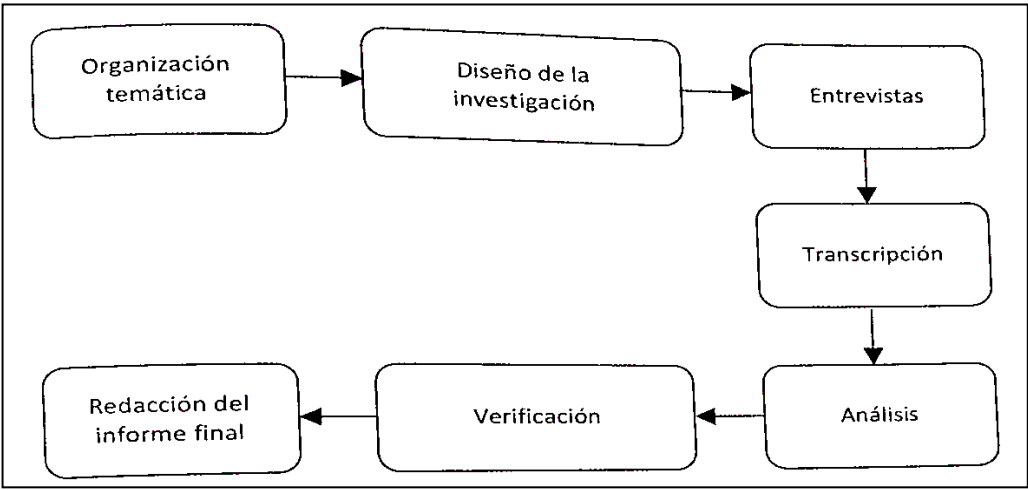 Organización
temática
Diseño de la
investigación
Entrevistas
Transcripción
Análisis
Verificación
Redacción del
informe final